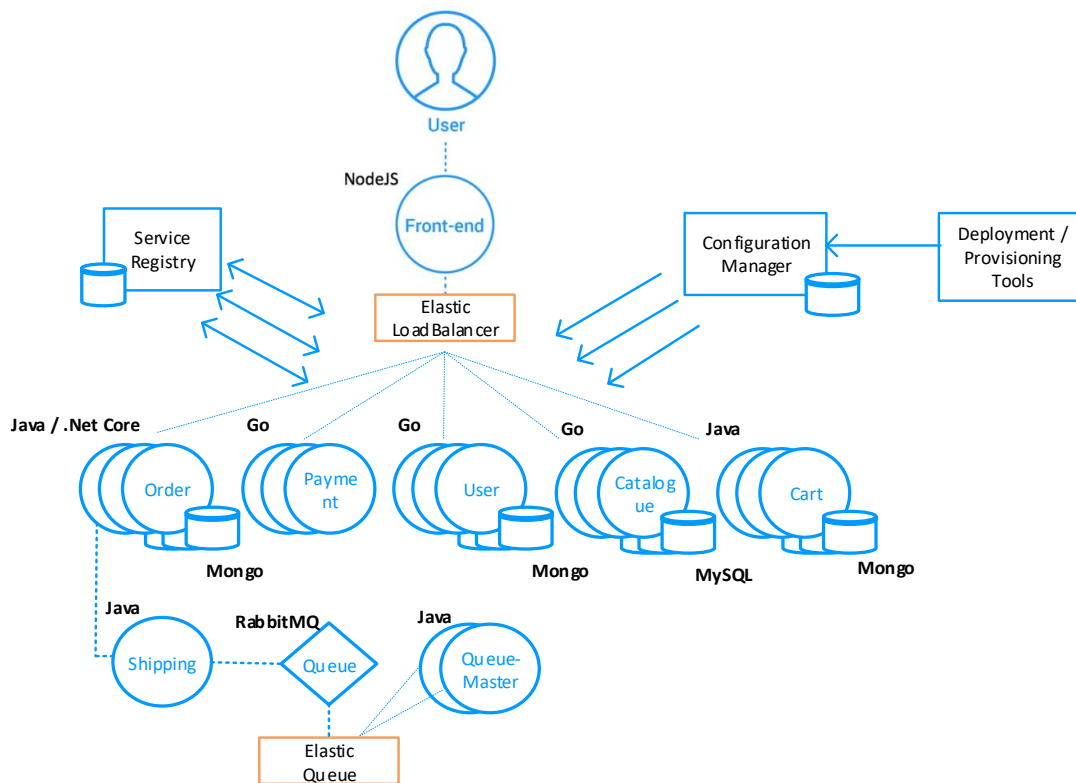 User
NodeJS
Front-end
Service
Registry
Configuration
Manager
Deployment /
Provisioning
Tools
Elastic
Load Balancer
Java / .Net Core
Go
Go
Go
Java
Order
Payme
nt
User
Catalog
ue
Cart
Mongo
Mongo
MySQL
Mongo
Java
RabbitMQ
Java
Shipping
Queue
Queue-
Master
Elastic
Queue